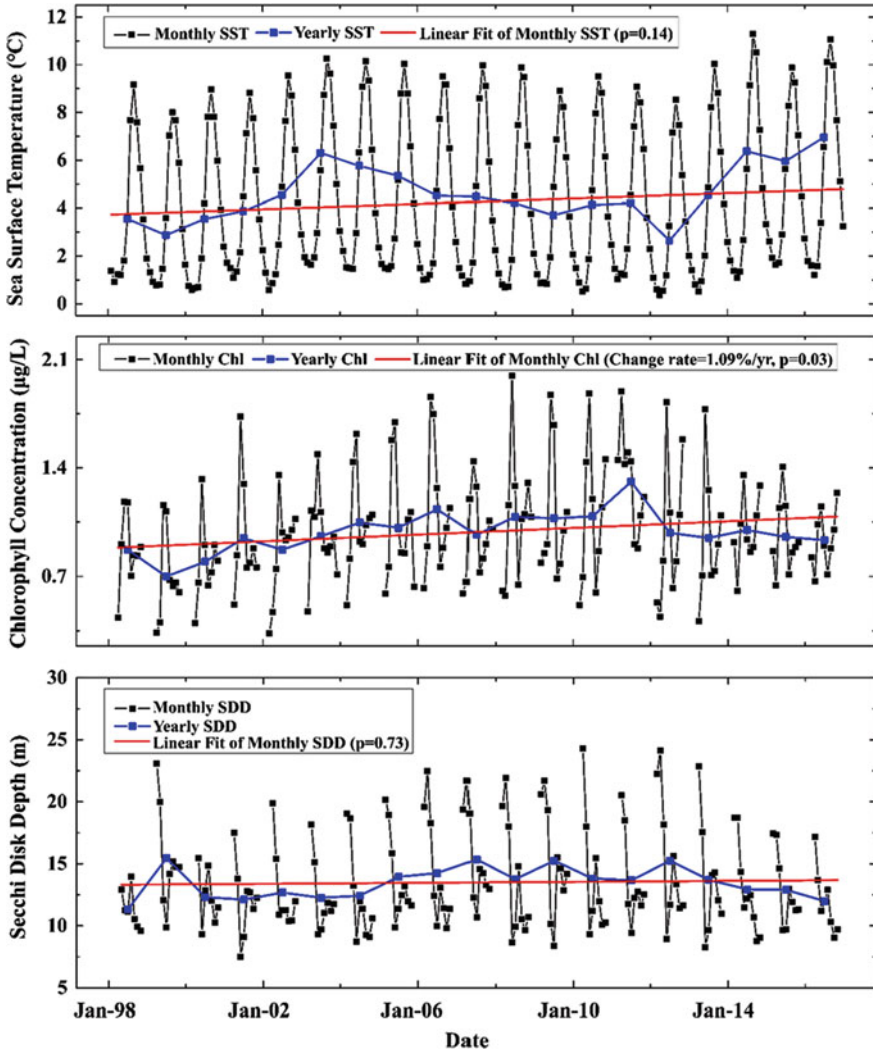 12
Monthly SST Yearly SST Linear Fit of Monthly SST (p=0.14)
10
8
6
4
2
0
Sea Surface Temperature (°C)
2.1
Monthly Chl Yearly Chl Linear Fit of Monthly Chl (Change rate=1.09%/yr, p=0.03)
1.4
0.7
Chlorophyll Concentration (µg/L)
30
Monthly SDD
Yearly SDD
Linear Fit of Monthly SDD (p=0.73)
25
20
15
10
5
Secchi Disk Depth (m)
Jan-98 Jan-02 Jan-06 Jan-10 Jan-14
Date